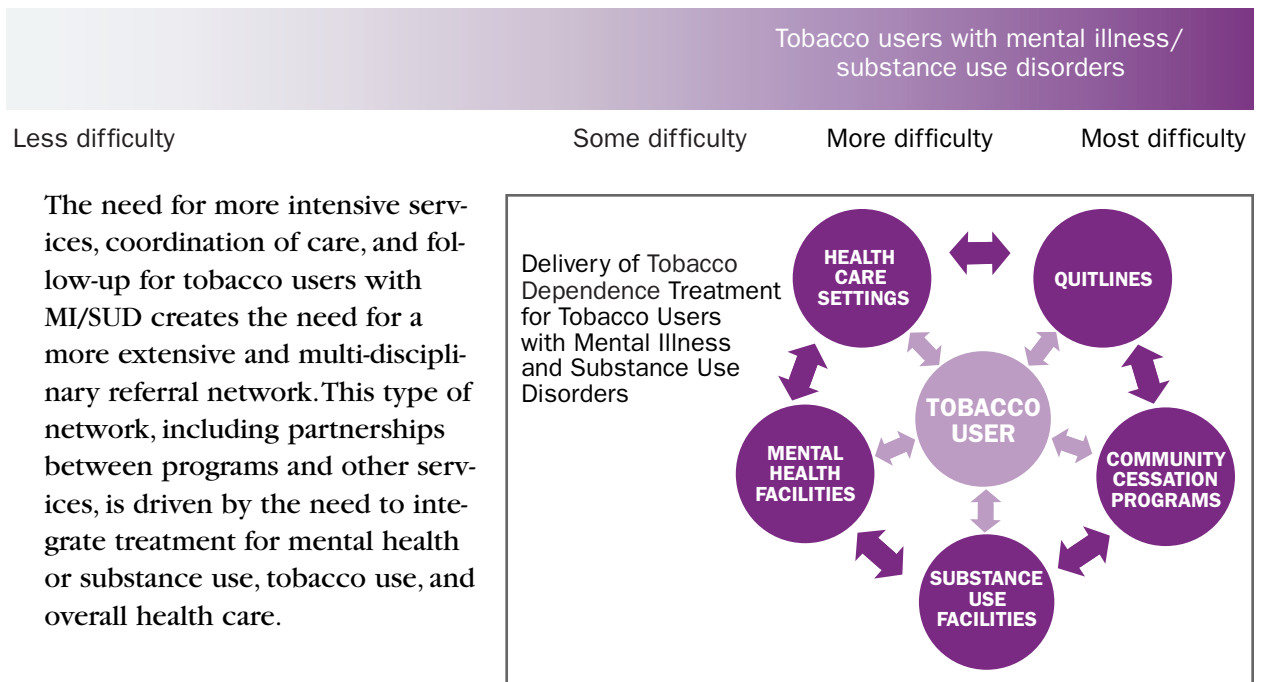 Tobacco users with mental illness/
substance use disorders
Less difficulty
Some difficulty
More difficulty
Most difficulty
The need for more intensive serv-
ices, coordination of care, and fol-
low-up for tobacco users with
MI/SUD creates the need for a
more extensive and multi-discipli-
nary referral network. This type of
network, including partnerships
between programs and other serv-
ices, is driven by the need to inte-
grate treatment for mental health
or substance use, tobacco use, and
overall health care.
Delivery of Tobacco
Dependence Treatment
for Tobacco Users
with Mental Illness
and Substance Use
Disorders
HEALTH
CARE
SETTINGS
QUITLINES
TOBACCO
USER
MENTAL
HEALTH
FACILITIES
COMMUNITY
CESSATION
PROGRAMS
SUBSTANCE
USE
FACILITIES